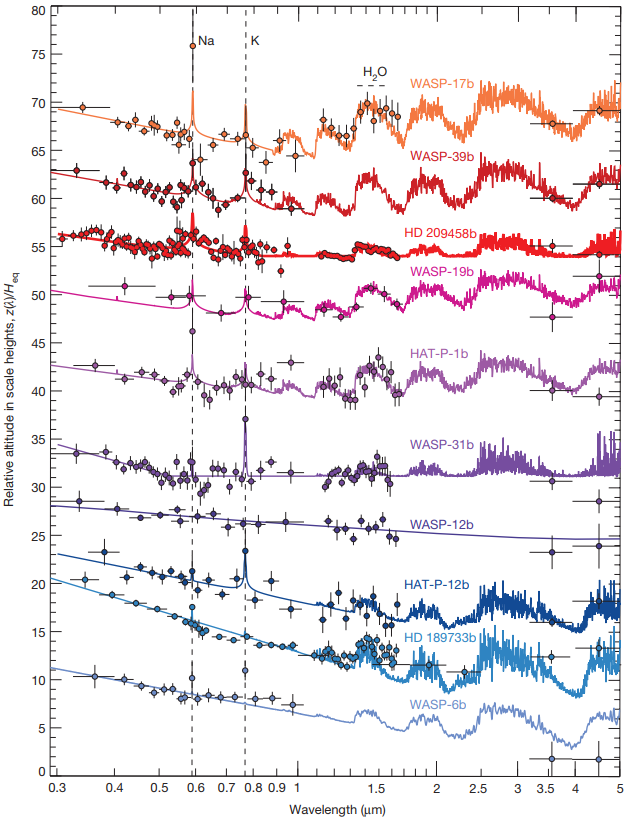 80
75
70
65
60
55
50
45
40
35
30
25
20
15
10
5
0
Relative altitude in scale heights, z(λ)/H_eq
Na
K
H₂O
WASP-17b
WASP-39b
HD 209458b
WASP-19b
HAT-P-1b
WASP-31b
WASP-12b
HAT-P-12b
HD 189733b
WASP-6b
0.3 0.4 0.5 0.6 0.7 0.8 0.9 1 1.5 2 2.5 3 3.5 4 5
Wavelength (μm)